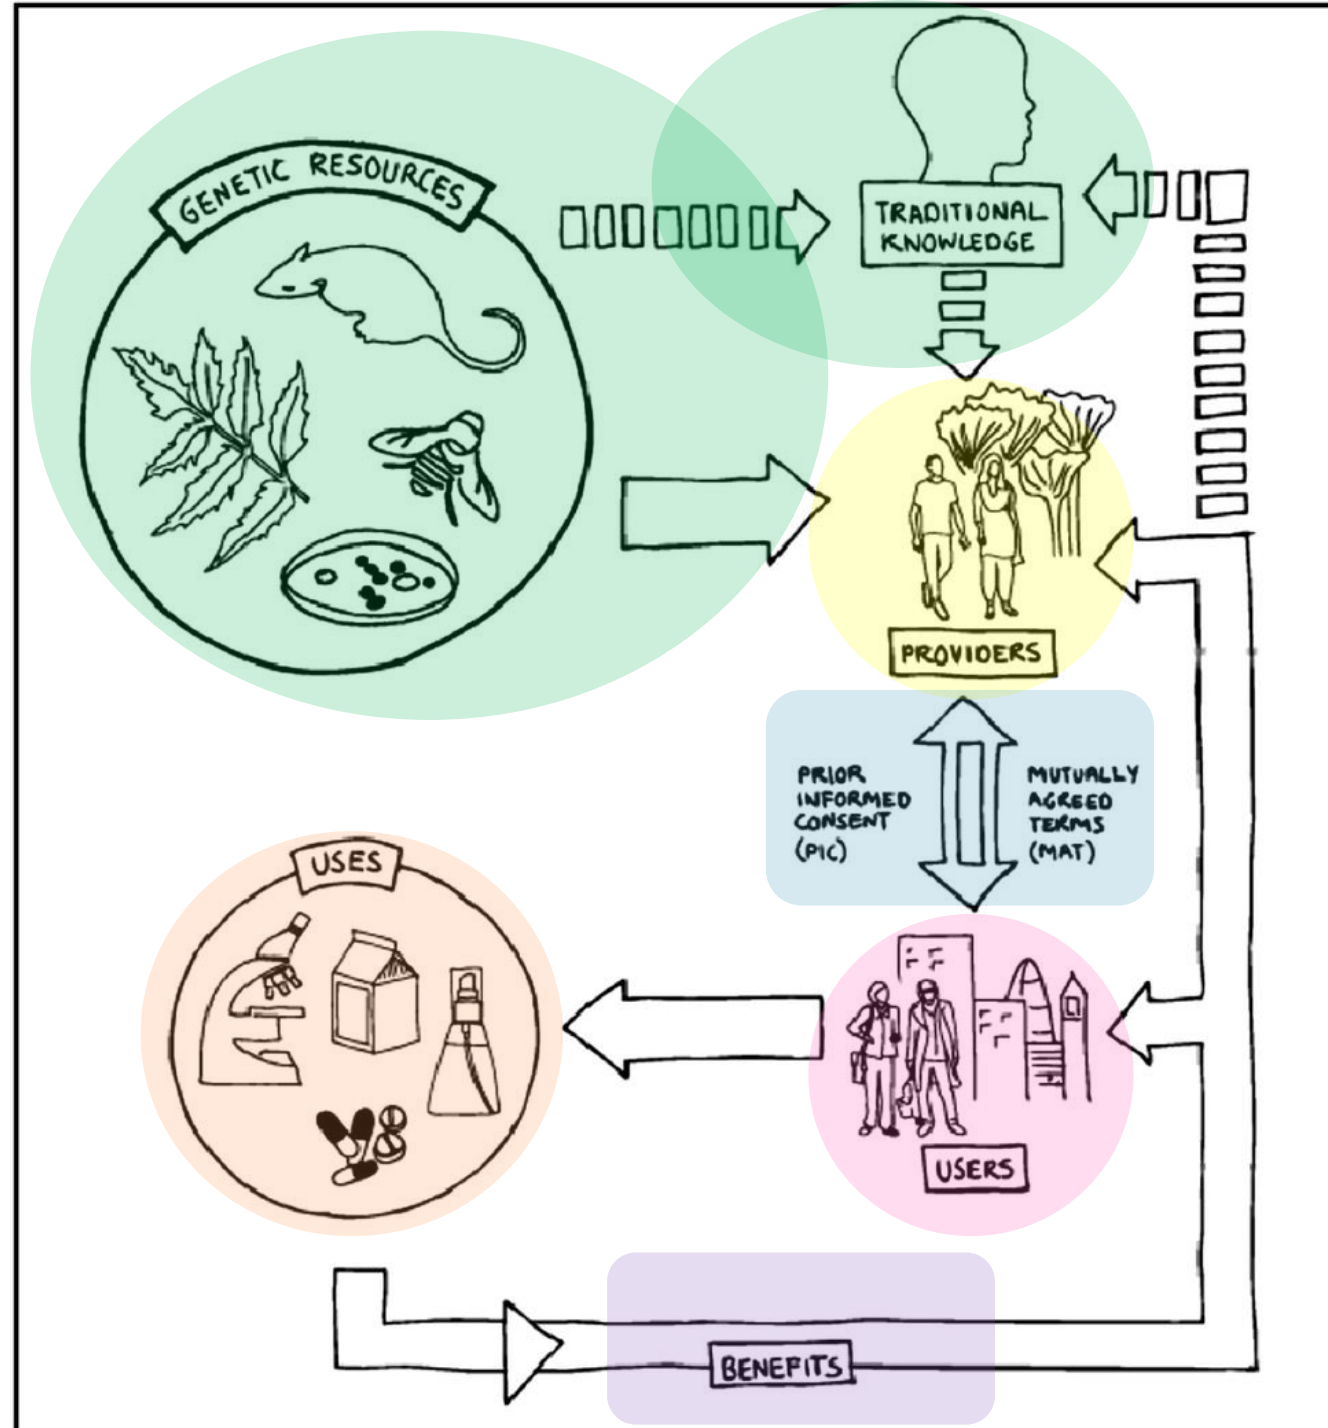 GENETIC RESOURCES
TRADITIONAL
KNOWLEDGE
PROVIDERS
PRIOR
INFORMED
CONSENT
(PIC)
MUTUALLY
AGREED
TERMS
(MAT)
USES
USERS
BENEFITS